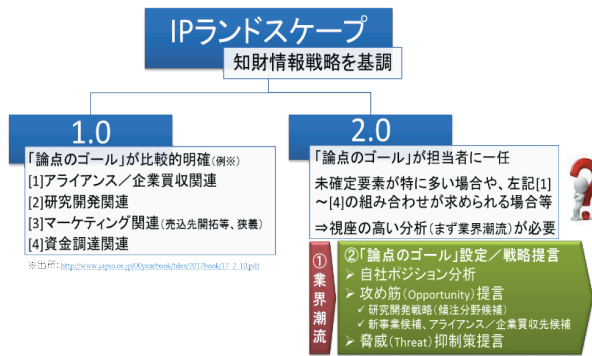 IPランドスケープ
知財情報戦略を基調
1.0
「論点のゴール」が比較的明確(例※)
[1]アライアンス／企業買収関連
[2]研究開発関連
[3]マーケティング関連(売込先開拓等、狭義)
[4]資金調達関連
※出所：http://www.japio.or.jp/00yearbook/files/2017book/17_2_10.pdf
2.0
「論点のゴール」が担当者に一任
未確定要素が特に多い場合や、左記[1]
～[4]の組み合わせが求められる場合等
⇒視座の高い分析(まず業界潮流)が必要
①業界潮流
②「論点のゴール」設定／戦略提言
➢ 自社ポジション分析
➢ 攻め筋(Opportunity)提言
✓ 研究開発戦略(傾注分野候補)
✓ 新事業候補、アライアンス／企業買収先候補
➢ 脅威(Threat)抑制策提言